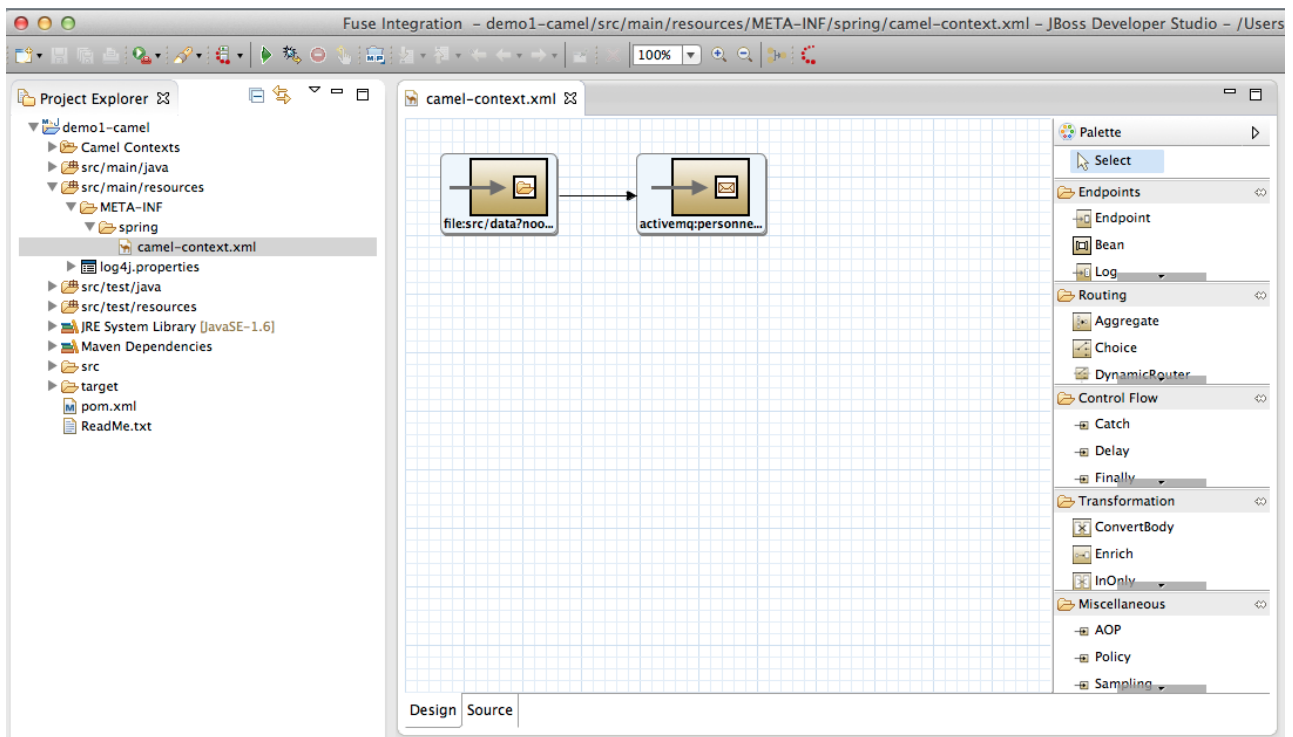 Fuse Integration – demo1-camel/src/main/resources/META-INF/spring/camel-context.xml – JBoss Developer Studio – /Users
100%
Project Explorer
demo1-camel
Camel Contexts
src/main/java
src/main/resources
META-INF
spring
camel-context.xml
log4j.properties
src/test/java
src/test/resources
JRE System Library [JavaSE-1.6]
Maven Dependencies
src
target
pom.xml
ReadMe.txt
camel-context.xml
file:src/data?noo...
activemq:personne...
Design
Source
Palette
Select
Endpoints
Endpoint
Bean
Log
Routing
Aggregate
Choice
DynamicRouter
Control Flow
Catch
Delay
Finally
Transformation
ConvertBody
Enrich
InOnly
Miscellaneous
AOP
Policy
Sampling